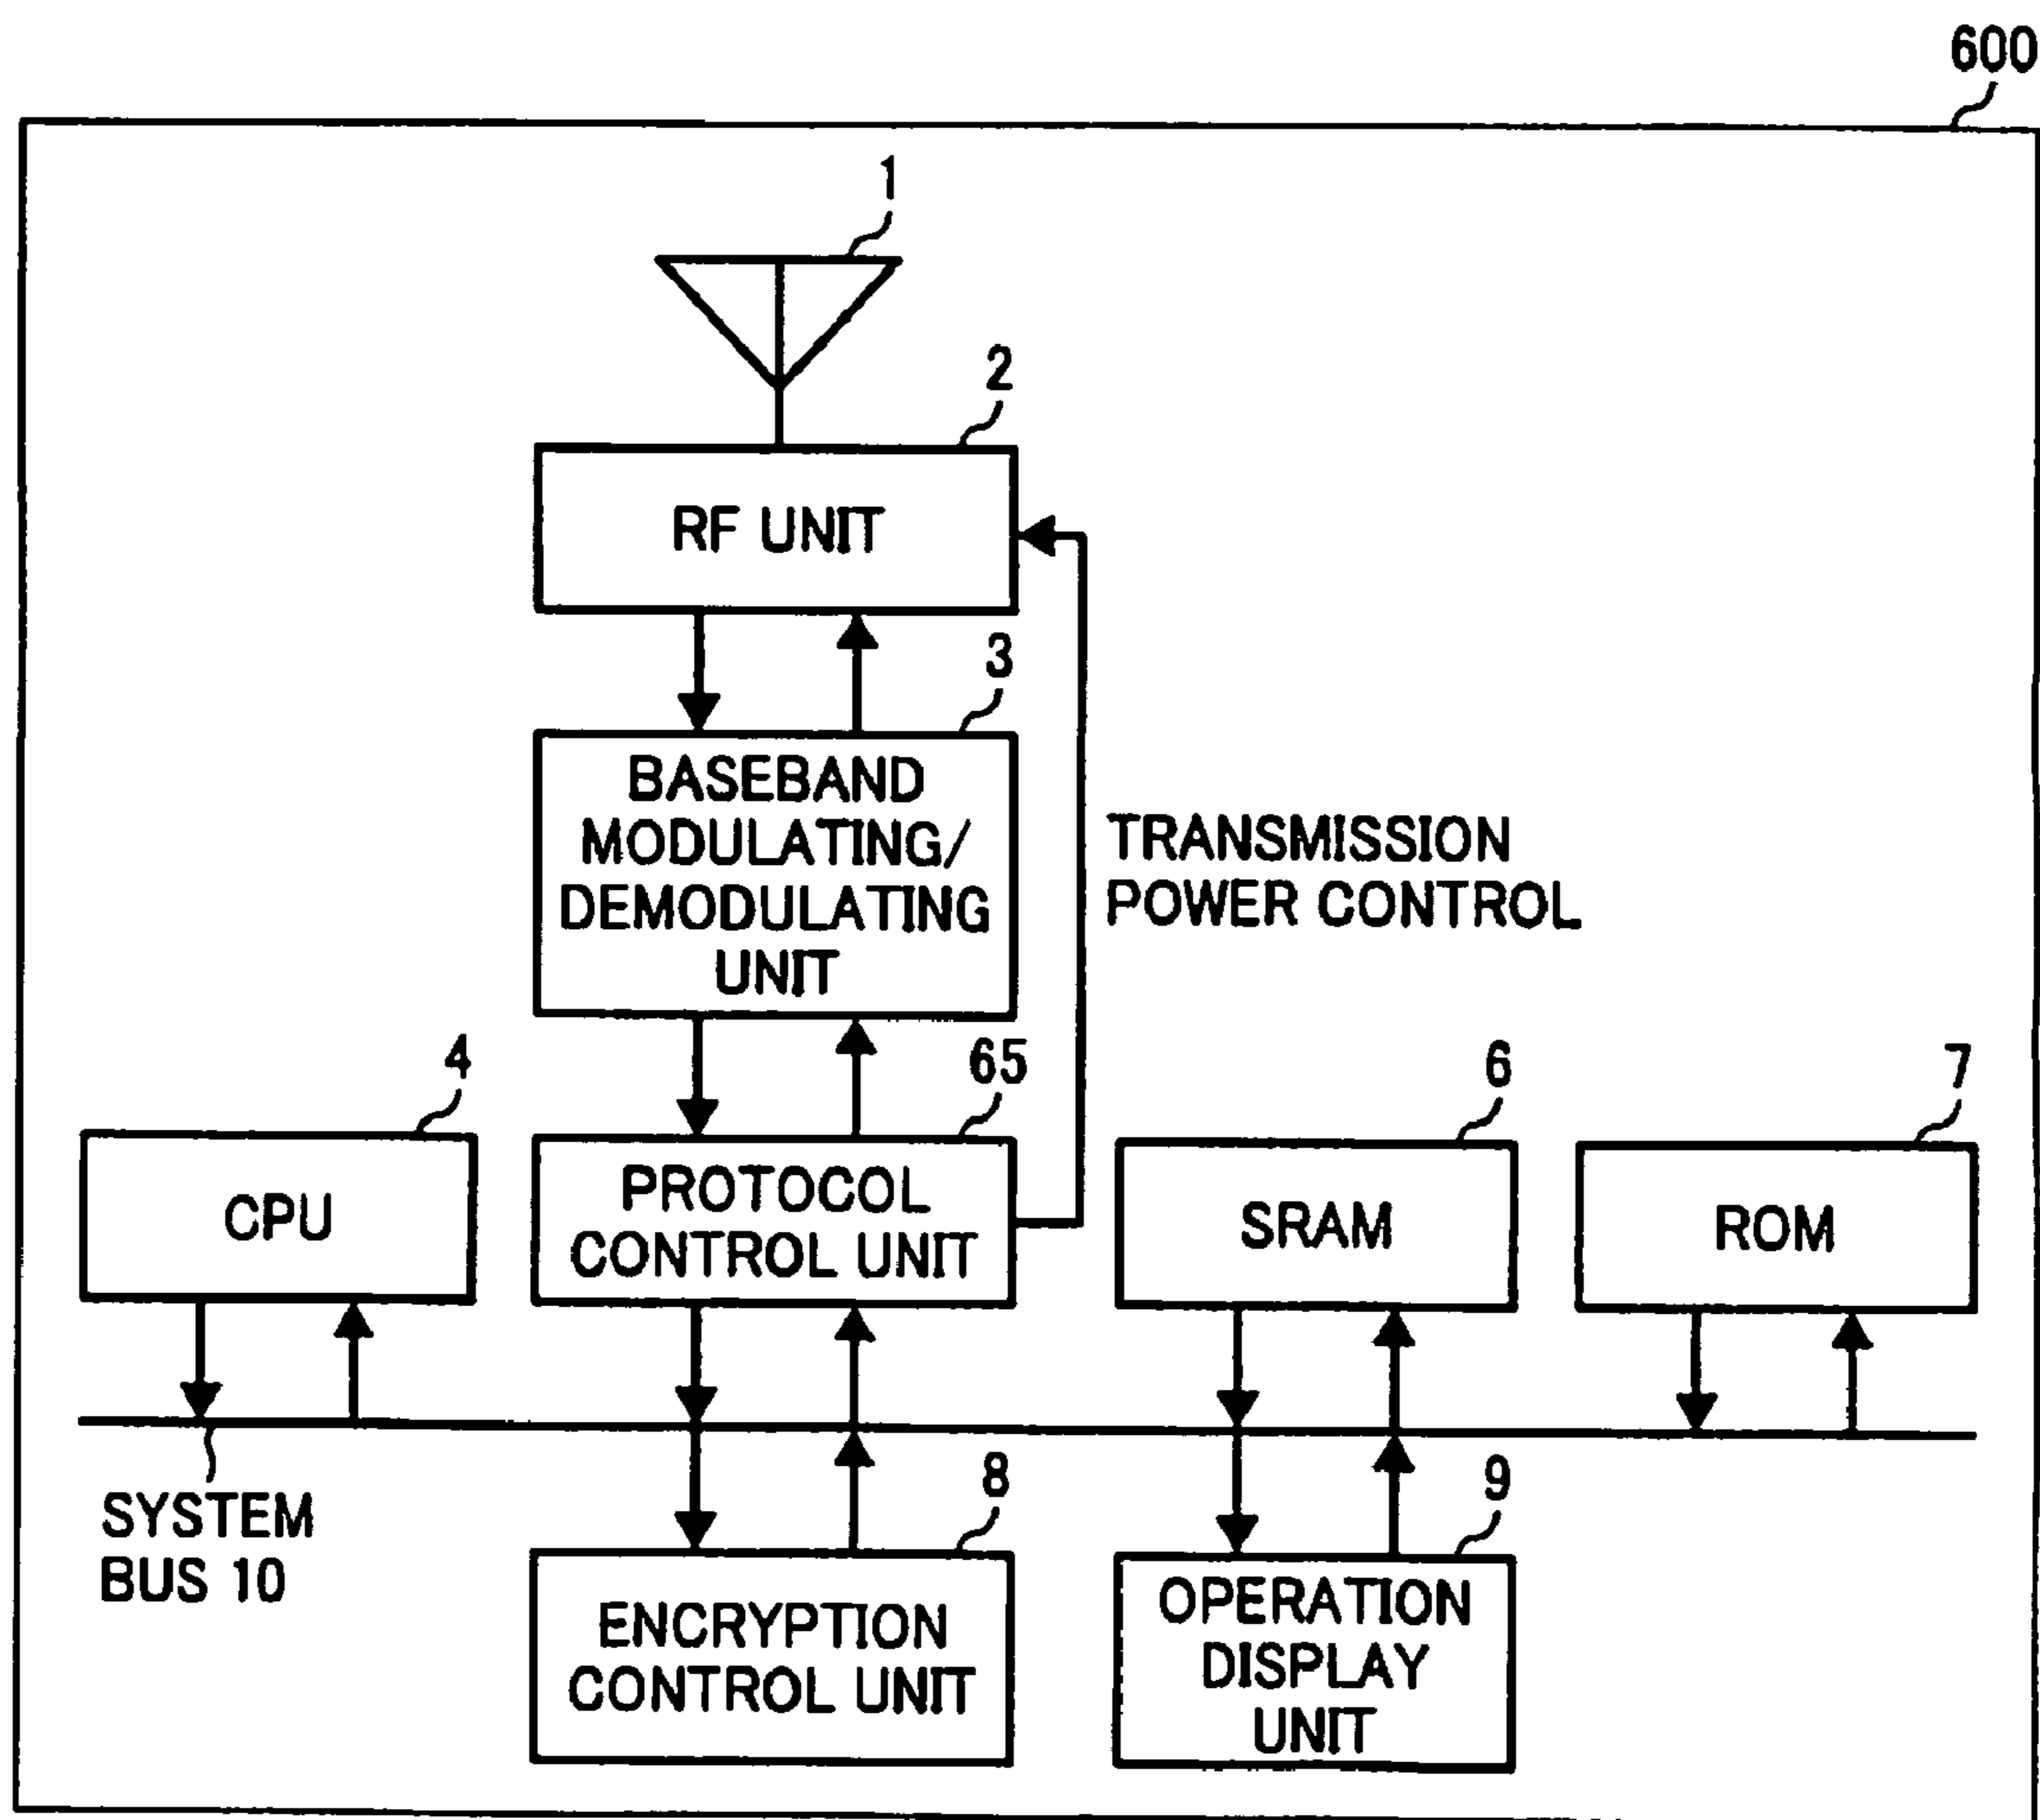 600
1
2
RF UNIT
3
BASEBAND
MODULATING/
DEMODULATING
UNIT
TRANSMISSION
POWER CONTROL
4
65
6
7
CPU
PROTOCOL
CONTROL UNIT
SRAM
ROM
SYSTEM
BUS 10
8
9
ENCRYPTION
CONTROL UNIT
OPERATION
DISPLAY
UNIT